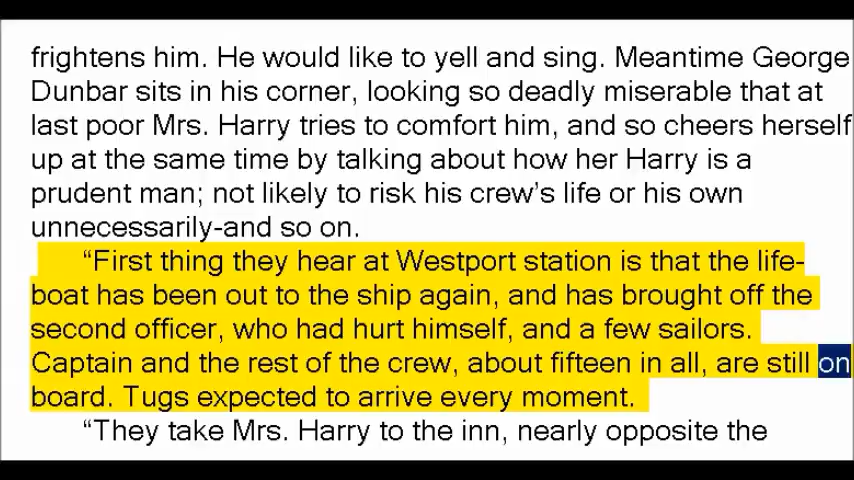 frightens him. He would like to yell and sing. Meantime George
Dunbar sits in his corner, looking so deadly miserable that at
last poor Mrs. Harry tries to comfort him, and so cheers herself
up at the same time by talking about how her Harry is a
prudent man; not likely to risk his crew’s life or his own
unnecessarily-and so on.
“First thing they hear at Westport station is that the life-
boat has been out to the ship again, and has brought off the
second officer, who had hurt himself, and a few sailors.
Captain and the rest of the crew, about fifteen in all, are still on
board. Tugs expected to arrive every moment.
“They take Mrs. Harry to the inn, nearly opposite the